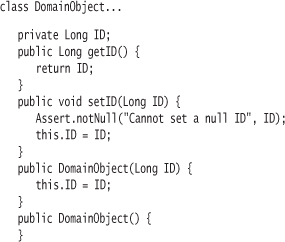 class DomainObject...
private Long ID;
public Long getID() {
return ID;
}
public void setID(Long ID) {
Assert.notNull("Cannot set a null ID", ID);
this.ID = ID;
}
public DomainObject(Long ID) {
this.ID = ID;
}
public DomainObject() {
}